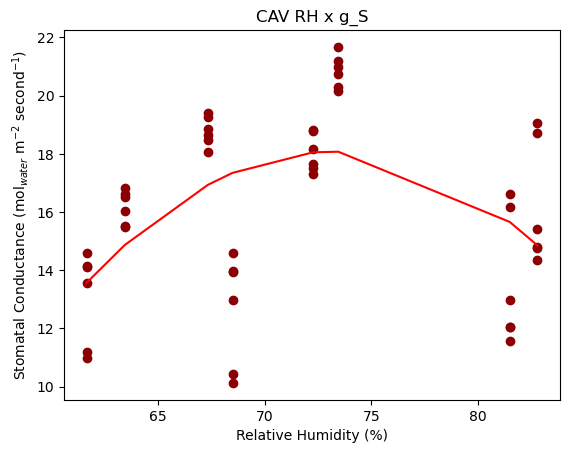 CAV RH x g_S
22
20
18
16
14
12
10
Stomatal Conductance (mol_{water} m^{−2} second^{−1})
65 70 75 80
Relative Humidity (%)